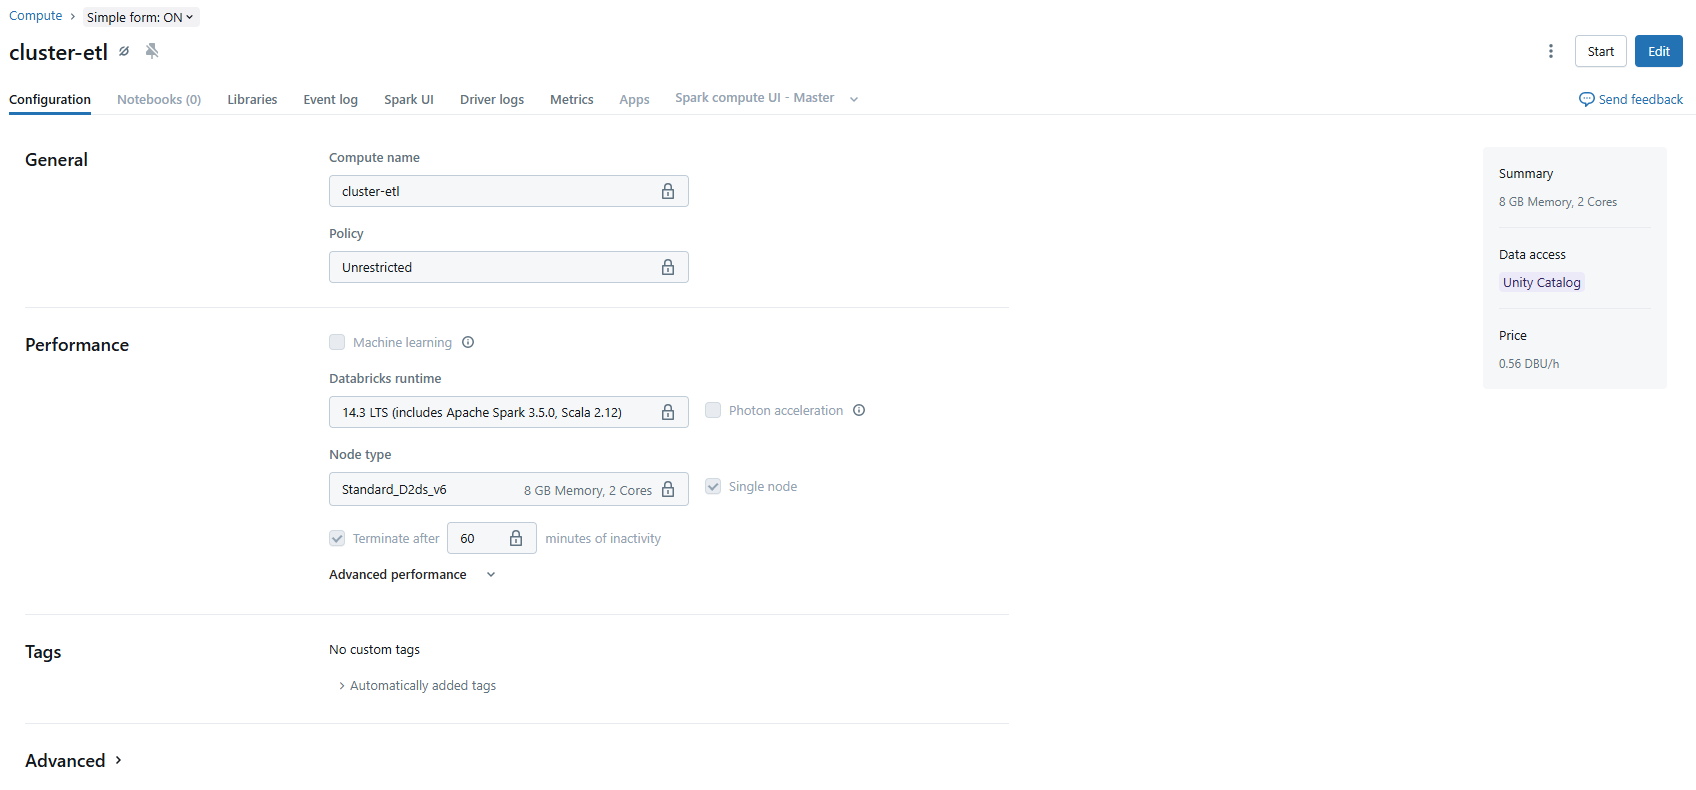 Compute > Simple form: ON
cluster-etl
Start
Edit
Configuration Notebooks (0) Libraries Event log Spark UI Driver logs Metrics Apps Spark compute UI - Master
Send feedback
General
Compute name
cluster-etl
Policy
Unrestricted
Performance
Machine learning
Databricks runtime
14.3 LTS (includes Apache Spark 3.5.0, Scala 2.12)
Photon acceleration
Node type
Standard_D2ds_v6 8 GB Memory, 2 Cores
Single node
Terminate after 60 minutes of inactivity
Advanced performance
Tags
No custom tags
Automatically added tags
Advanced
Summary
8 GB Memory, 2 Cores
Data access
Unity Catalog
Price
0.56 DBU/h